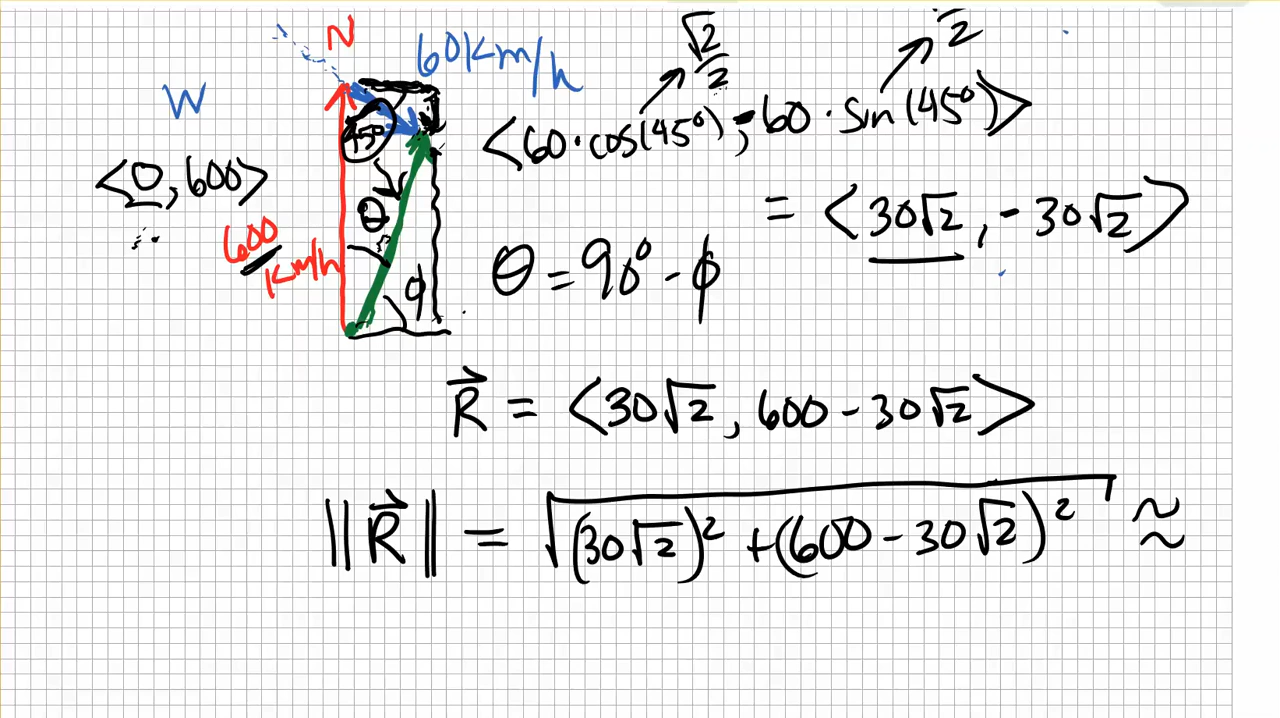 N
60 km/h
W
√2/2
/2
45°
<60·cos(45°), -60·sin(45°)>
<0, 600>
600
km/h
θ
= <30√2, -30√2>
θ = 90° - ϕ
ϕ
R⃗ = <30√2, 600 - 30√2>
||R⃗|| = √((30√2)² + (600 - 30√2)²) ≈